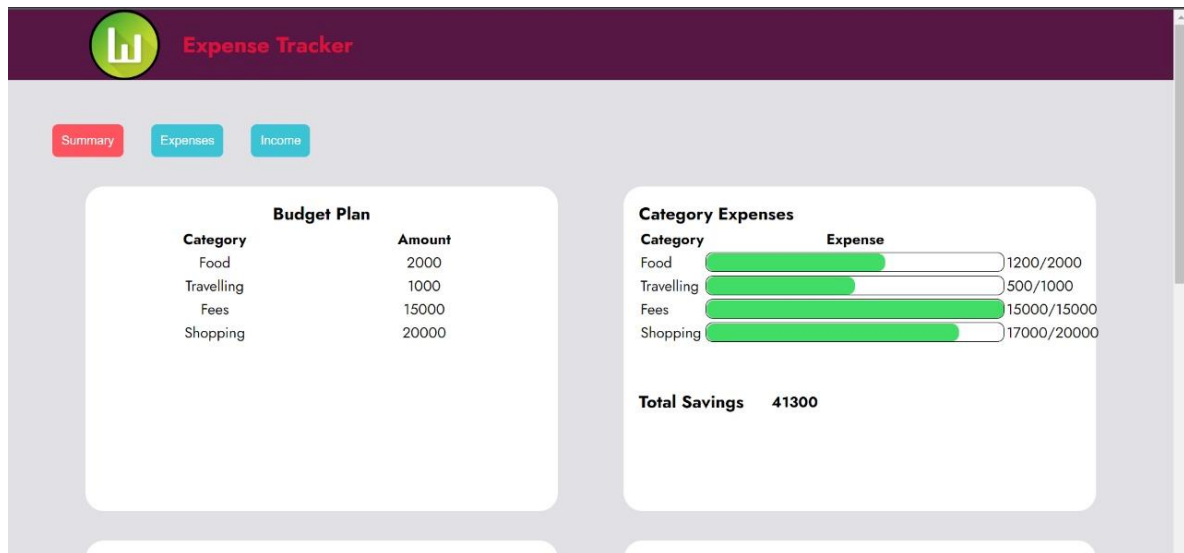 Expense Tracker
Summary Expenses Income
Budget Plan
Category Amount
Food 2000
Travelling 1000
Fees 15000
Shopping 20000
Category Expenses
Category Expense
Food 1200/2000
Travelling 500/1000
Fees 15000/15000
Shopping 17000/20000
Total Savings 41300